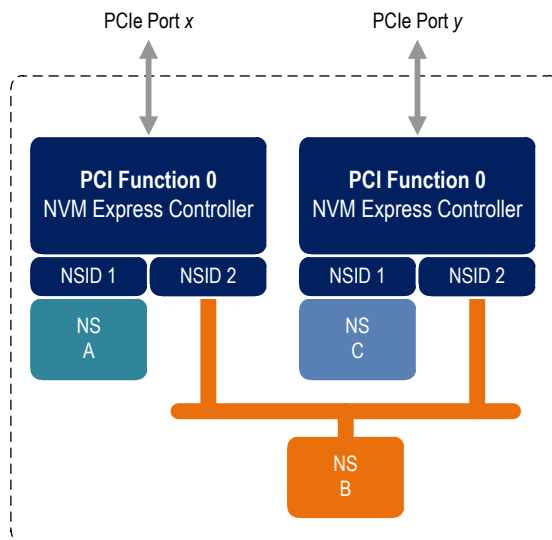 PCIe Port x
PCIe Port y
PCI Function 0
NVM Express Controller
PCI Function 0
NVM Express Controller
NSID 1
NSID 2
NSID 1
NSID 2
NS
A
NS
C
NS
B